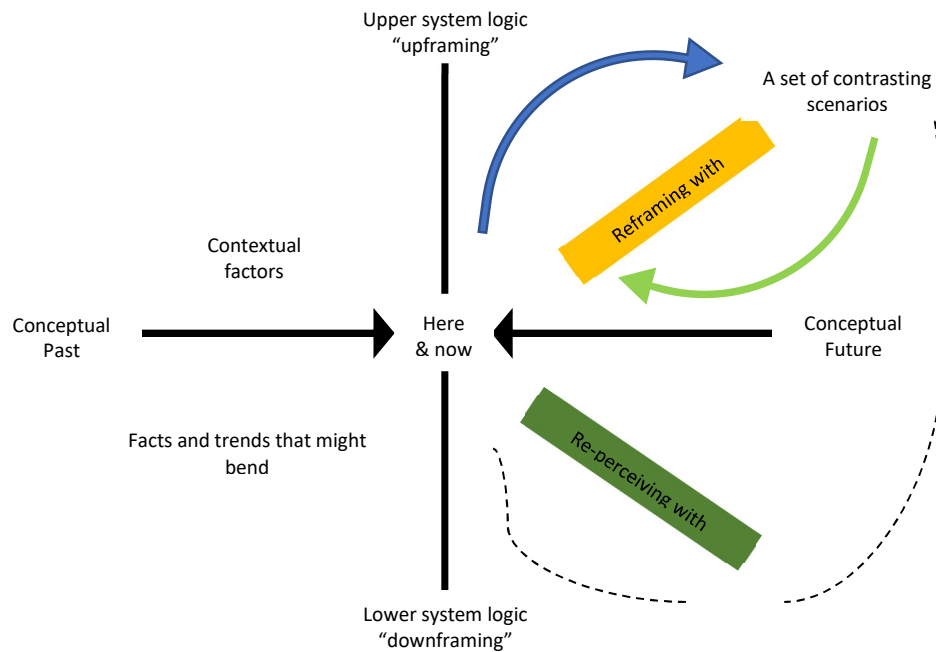 Upper system logic
“upframing”
A set of contrasting
scenarios
Reframing with
Contextual
factors
Conceptual
Past
Here
& now
Conceptual
Future
Facts and trends that might
bend
Re-perceiving with
Lower system logic
“downframing”